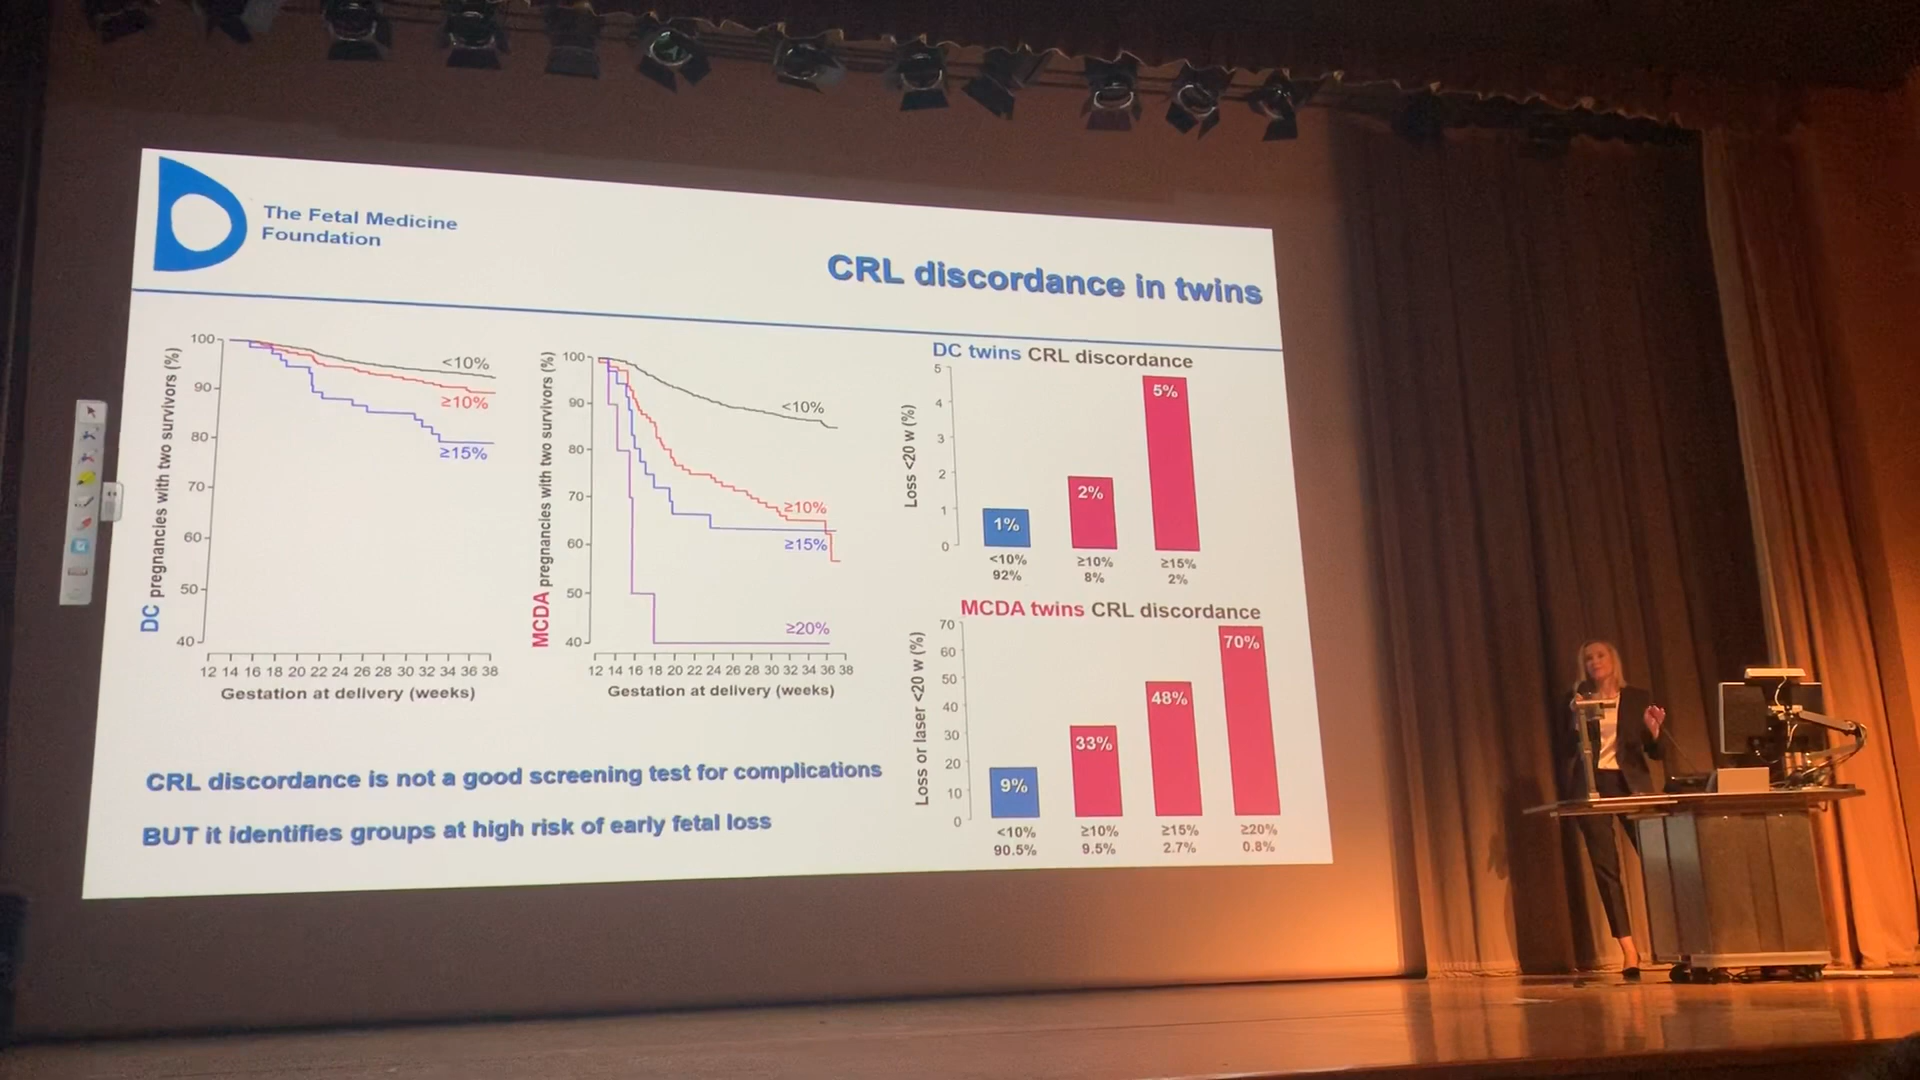 The Fetal Medicine
Foundation
CRL discordance in twins
DC pregnancies with two survivors (%)
100
90
80
70
60
50
40
<10%
≥10%
≥15%
12 14 16 18 20 22 24 26 28 30 32 34 36 38
Gestation at delivery (weeks)
MCDA pregnancies with two survivors (%)
100
90
80
70
60
50
40
<10%
≥10%
≥15%
≥20%
12 14 16 18 20 22 24 26 28 30 32 34 36 38
Gestation at delivery (weeks)
DC twins CRL discordance
Loss <20 w (%)
5
4
3
2
1
0
1%
2%
5%
<10% ≥10% ≥15%
92% 8% 2%
MCDA twins CRL discordance
Loss or laser <20 w (%)
70
60
50
40
30
20
10
0
9%
33%
48%
70%
<10% ≥10% ≥15% ≥20%
90.5% 9.5% 2.7% 0.8%
CRL discordance is not a good screening test for complications
BUT it identifies groups at high risk of early fetal loss